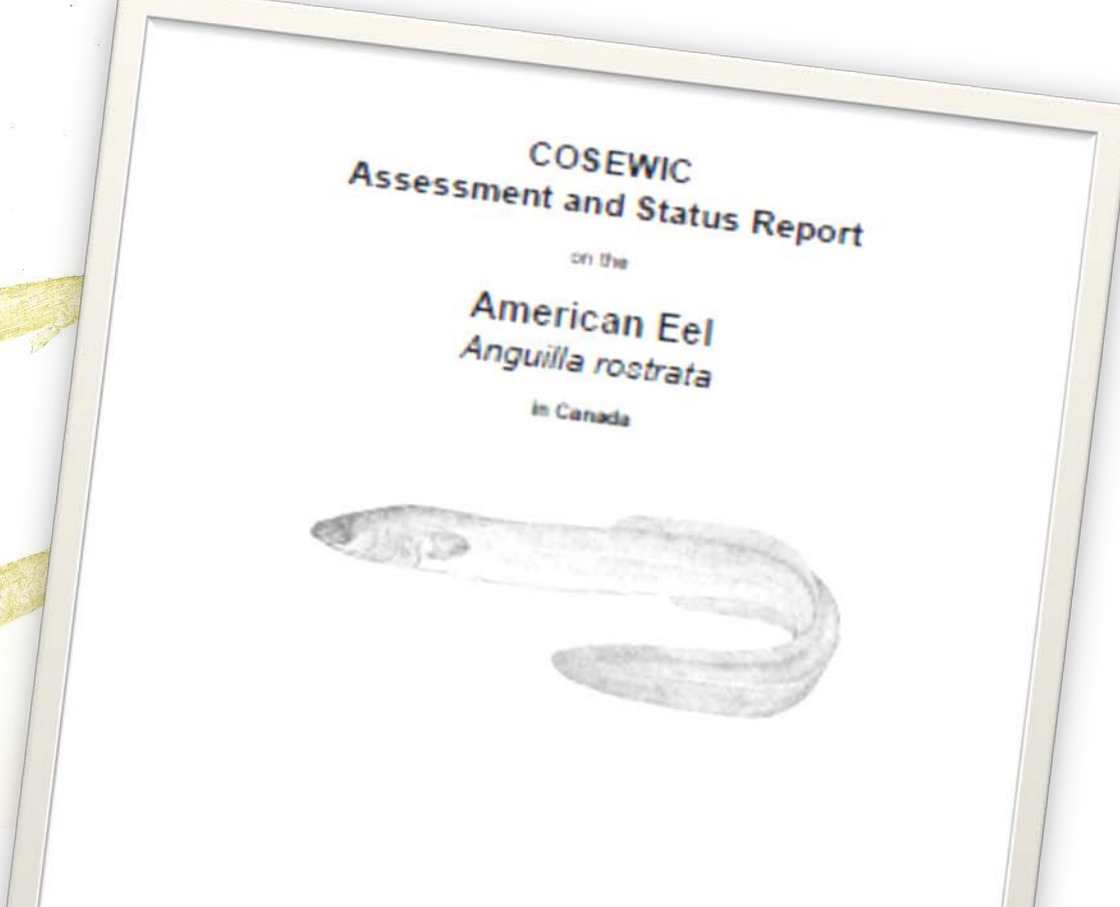 COSEWIC
Assessment and Status Report
on the
American Eel
Anguilla rostrata
in Canada